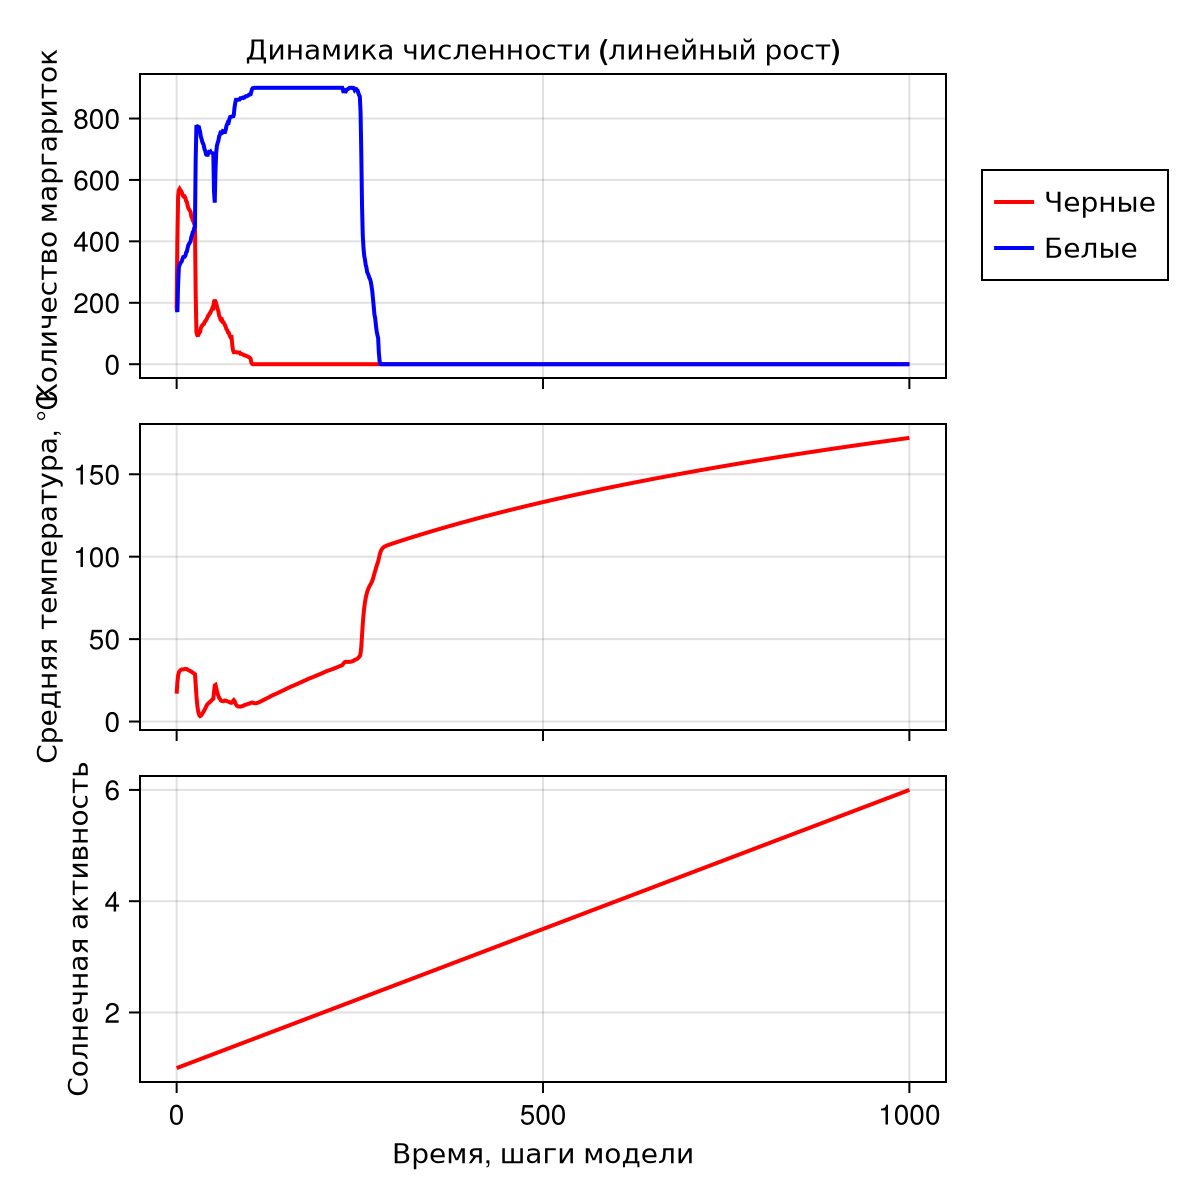 Динамика численности (линейный рост)
Количество маргариток
800
600
400
200
0
Черные
Белые
Средняя температура, °C
150
100
50
0
Солнечная активность
6
4
2
0
500
1000
Время, шаги модели